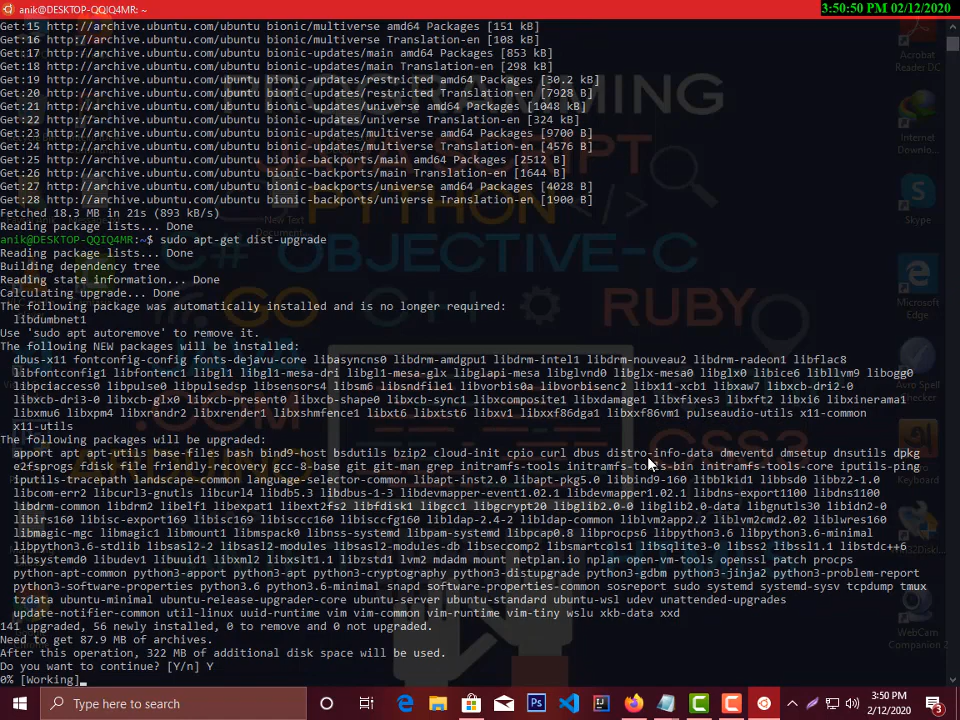 anik@DESKTOP-QQIQ4MR: ~
3:50:50 PM 02/12/2020
Get:15 http://archive.ubuntu.com/ubuntu bionic/multiverse amd64 Packages [151 kB]
Get:16 http://archive.ubuntu.com/ubuntu bionic/multiverse Translation-en [108 kB]
Get:17 http://archive.ubuntu.com/ubuntu bionic-updates/main amd64 Packages [853 kB]
Get:18 http://archive.ubuntu.com/ubuntu bionic-updates/main Translation-en [298 kB]
Get:19 http://archive.ubuntu.com/ubuntu bionic-updates/restricted amd64 Packages [30.2 kB]
Get:20 http://archive.ubuntu.com/ubuntu bionic-updates/restricted Translation-en [7928 B]
Get:21 http://archive.ubuntu.com/ubuntu bionic-updates/universe amd64 Packages [1048 kB]
Get:22 http://archive.ubuntu.com/ubuntu bionic-updates/universe Translation-en [324 kB]
Get:23 http://archive.ubuntu.com/ubuntu bionic-updates/multiverse amd64 Packages [9700 B]
Get:24 http://archive.ubuntu.com/ubuntu bionic-updates/multiverse Translation-en [4576 B]
Get:25 http://archive.ubuntu.com/ubuntu bionic-backports/main amd64 Packages [2512 B]
Get:26 http://archive.ubuntu.com/ubuntu bionic-backports/main Translation-en [1644 B]
Get:27 http://archive.ubuntu.com/ubuntu bionic-backports/universe amd64 Packages [4028 B]
Get:28 http://archive.ubuntu.com/ubuntu bionic-backports/universe Translation-en [1900 B]
Fetched 18.3 MB in 21s (893 kB/s)
Reading package lists... Done
anik@DESKTOP-QQIQ4MR:~$ sudo apt-get dist-upgrade
Reading package lists... Done
Building dependency tree
Reading state information... Done
Calculating upgrade... Done
The following package was automatically installed and is no longer required:
libdumbnet1
Use 'sudo apt autoremove' to remove it.
The following NEW packages will be installed:
dbus-x11 fontconfig-config fonts-dejavu-core libasyncns0 libdrm-amdgpu1 libdrm-intel1 libdrm-nouveau2 libdrm-radeon1 libflac8
libfontconfig1 libfontenc1 libgl1 libgl1-mesa-dri libgl1-mesa-glx libglapi-mesa libglvnd0 libglx-mesa0 libglx0 libice6 libllvm9 libogg0
libpciaccess0 libpulse0 libpulsedsp libsensors4 libsm6 libsndfile1 libvorbis0a libvorbisenc2 libx11-xcb1 libxaw7 libxcb-dri2-0
libxcb-dri3-0 libxcb-glx0 libxcb-present0 libxcb-shape0 libxcb-sync1 libxcomposite1 libxdamage1 libxfixes3 libxft2 libxi6 libxinerama1
libxmu6 libxpm4 libxrandr2 libxrender1 libxshmfence1 libxt6 libxtst6 libxv1 libxxf86dga1 libxxf86vm1 pulseaudio-utils x11-common
x11-utils
The following packages will be upgraded:
apport apt apt-utils base-files bash bind9-host bsdutils bzip2 cloud-init cpio curl dbus distro-info-data dmeventd dmsetup dnsutils dpkg
e2fsprogs fdisk file friendly-recovery gcc-8-base git git-man grep initramfs-tools initramfs-tools-bin initramfs-tools-core iputils-ping
iputils-tracepath landscape-common language-selector-common libapt-inst2.0 libapt-pkg5.0 libbind9-160 libblkid1 libbsd0 libbz2-1.0
libcom-err2 libcurl3-gnutls libcurl4 libdb5.3 libdbus-1-3 libdevmapper-event1.02.1 libdevmapper1.02.1 libdns-export1100 libdns1100
libdrm-common libdrm2 libelf1 libexpat1 libext2fs2 libfdisk1 libgcc1 libgcrypt20 libglib2.0-0 libglib2.0-data libgnutls30 libidn2-0
libirs160 libisc-export169 libisc169 libisccc160 libisccfg160 libldap-2.4-2 libldap-common liblvm2app2.2 liblvm2cmd2.02 liblwres160
libmagic-mgc libmagic1 libmount1 libmspack0 libnss-systemd libpam-systemd libpcap0.8 libprocps6 libpython3.6 libpython3.6-minimal
libpython3.6-stdlib libsasl2-2 libsasl2-modules libsasl2-modules-db libseccomp2 libsmartcols1 libsqlite3-0 libss2 libssl1.1 libstdc++6
libsystemd0 libudev1 libuuid1 libxml2 libxslt1.1 libzstd1 lvm2 mdadm mount netplan.io nplan open-vm-tools openssl patch procps
python-apt-common python3-apport python3-apt python3-cryptography python3-distupgrade python3-gdbm python3-jinja2 python3-problem-report
python3-software-properties python3.6 python3.6-minimal snapd software-properties-common sosreport sudo systemd systemd-sysv tcpdump tmux
tzdata ubuntu-minimal ubuntu-release-upgrader-core ubuntu-server ubuntu-standard ubuntu-wsl udev unattended-upgrades
update-notifier-common util-linux uuid-runtime vim vim-common vim-runtime vim-tiny wslu xkb-data xxd
141 upgraded, 56 newly installed, 0 to remove and 0 not upgraded.
Need to get 87.9 MB of archives.
After this operation, 322 MB of additional disk space will be used.
Do you want to continue? [Y/n] Y
0% [Working]
PROGRAMMING
JAVASCRIPT
PYTHON
C# OBJECTIVE-C
GO
RUBY
.COM
CSS3
ARDUINO
New Text
Document...
Acrobat
Reader DC
Internet
Downlo...
Skype
Microsoft
Edge
Keyboard
WebCam
Companion 2
Type here to search
Ps
3:50 PM
2/12/2020
3